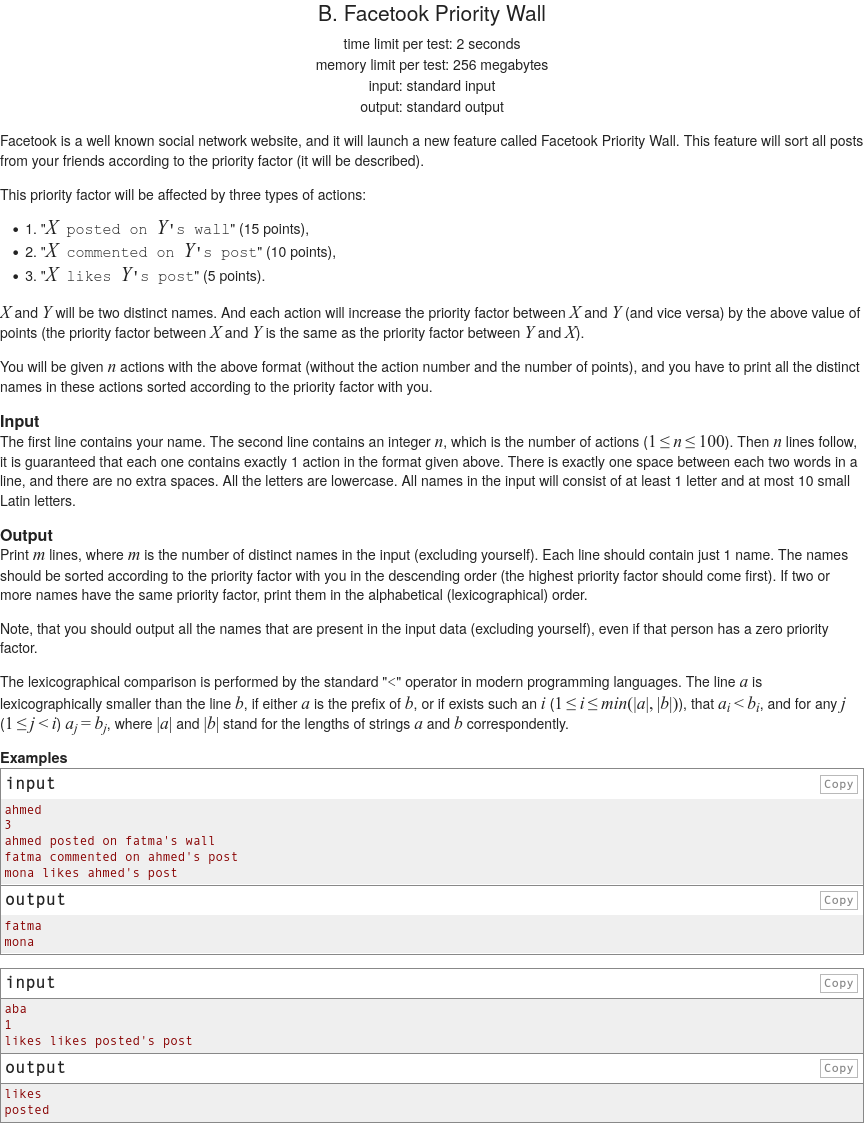 B. Facetook Priority Wall
time limit per test: 2 seconds
memory limit per test: 256 megabytes
input: standard input
output: standard output
Facetook is a well known social network website, and it will launch a new feature called Facetook Priority Wall. This feature will sort all posts
from your friends according to the priority factor (it will be described).
This priority factor will be affected by three types of actions:
• 1. "X posted on Y's wall" (15 points),
• 2. "X commented on Y's post" (10 points),
• 3. "X likes Y's post" (5 points).
X and Y will be two distinct names. And each action will increase the priority factor between X and Y (and vice versa) by the above value of
points (the priority factor between X and Y is the same as the priority factor between Y and X).
You will be given n actions with the above format (without the action number and the number of points), and you have to print all the distinct
names in these actions sorted according to the priority factor with you.
Input
The first line contains your name. The second line contains an integer n, which is the number of actions (1 ≤ n ≤ 100). Then n lines follow,
it is guaranteed that each one contains exactly 1 action in the format given above. There is exactly one space between each two words in a
line, and there are no extra spaces. All the letters are lowercase. All names in the input will consist of at least 1 letter and at most 10 small
Latin letters.
Output
Print m lines, where m is the number of distinct names in the input (excluding yourself). Each line should contain just 1 name. The names
should be sorted according to the priority factor with you in the descending order (the highest priority factor should come first). If two or
more names have the same priority factor, print them in the alphabetical (lexicographical) order.
Note, that you should output all the names that are present in the input data (excluding yourself), even if that person has a zero priority
factor.
The lexicographical comparison is performed by the standard "<" operator in modern programming languages. The line a is
lexicographically smaller than the line b, if either a is the prefix of b, or if exists such an i (1 ≤ i ≤ min(|a|, |b|)), that aᵢ < bᵢ, and for any j
(1 ≤ j < i) aⱼ = bⱼ, where |a| and |b| stand for the lengths of strings a and b correspondently.
Examples
input Copy
ahmed
3
ahmed posted on fatma's wall
fatma commented on ahmed's post
mona likes ahmed's post
output Copy
fatma
mona
input Copy
aba
1
likes likes posted's post
output Copy
likes
posted